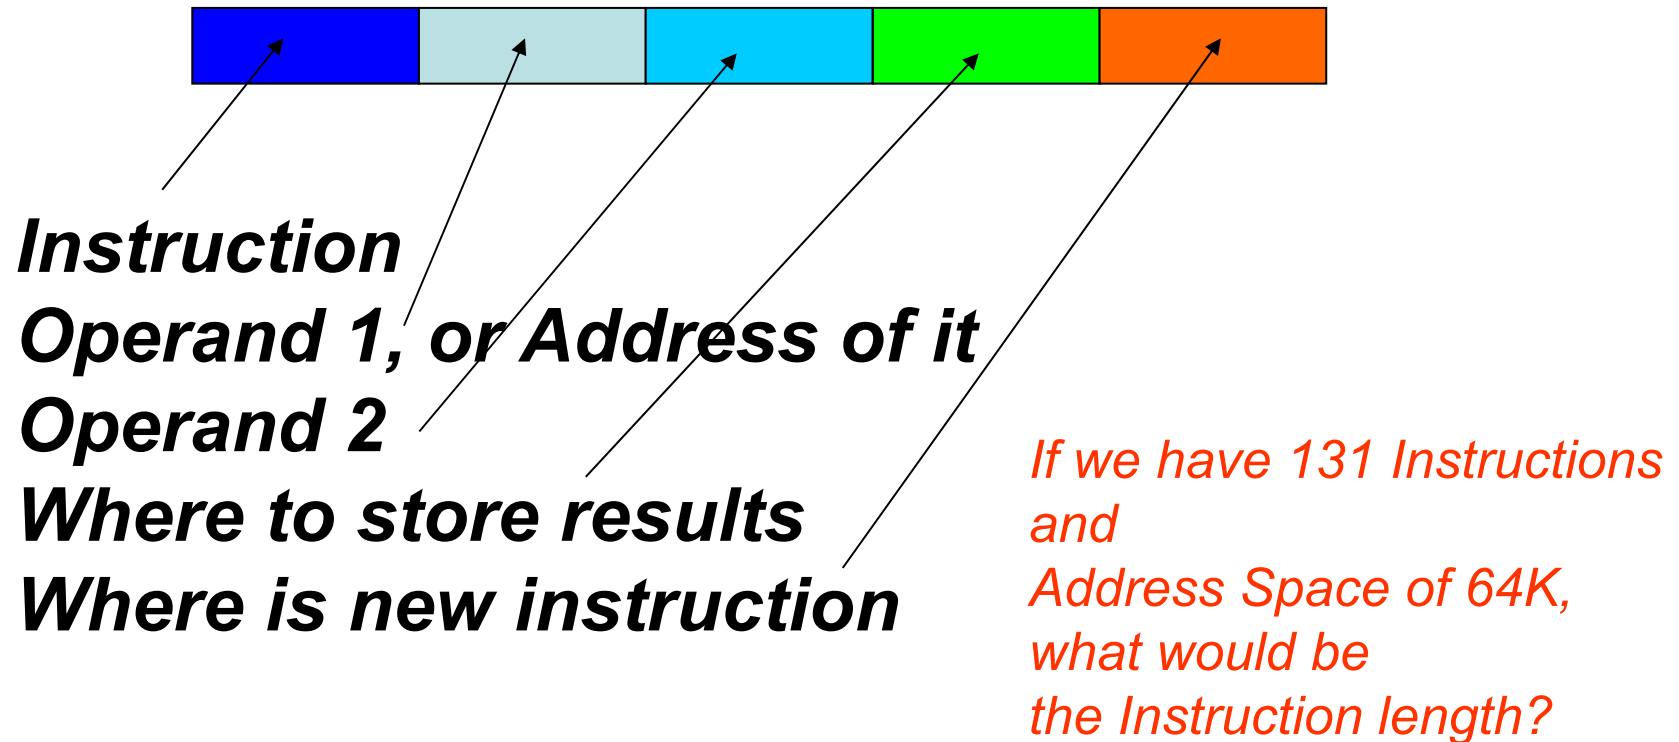 Instruction
Operand 1, or Address of it
Operand 2
Where to store results
Where is new instruction
If we have 131 Instructions
and
Address Space of 64K,
what would be
the Instruction length?